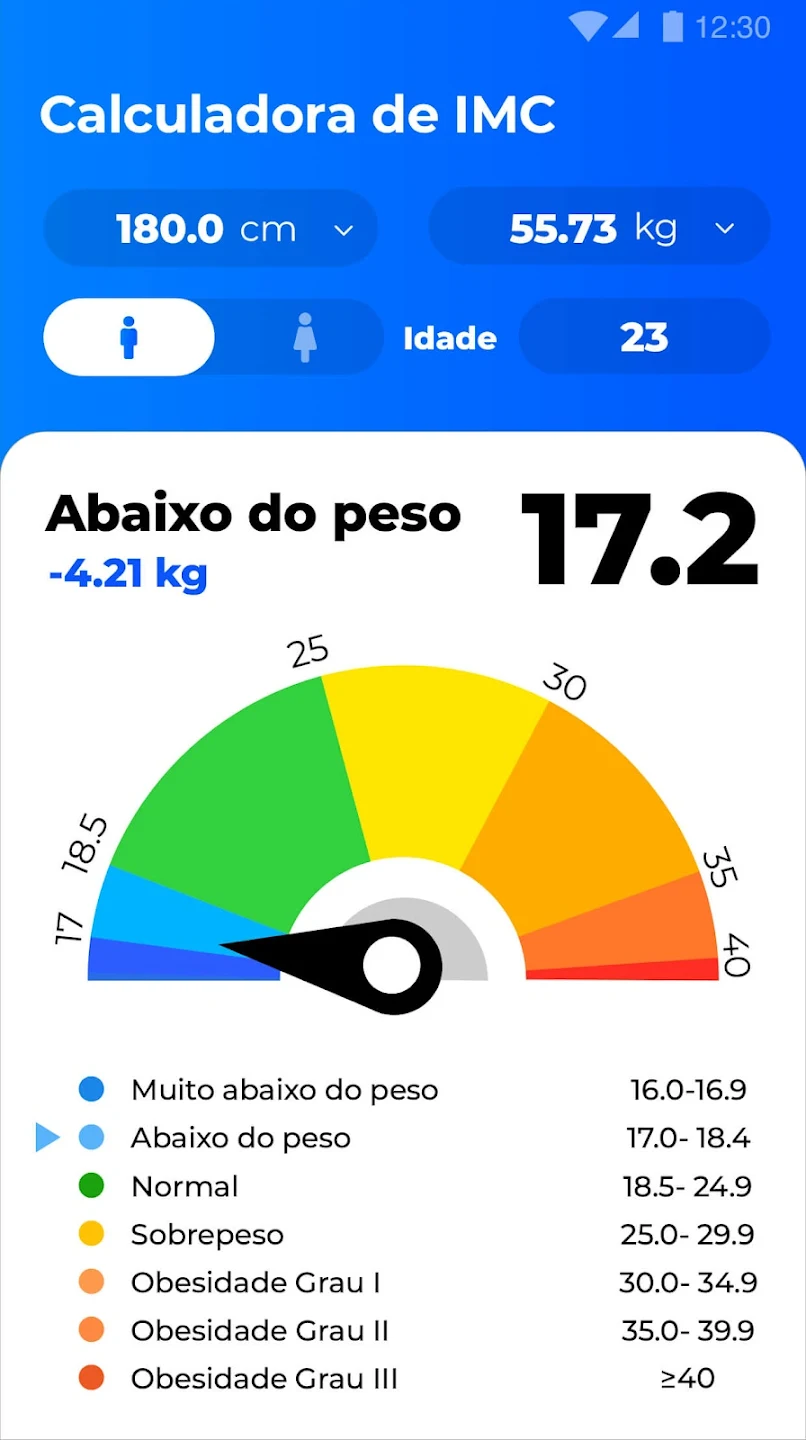 12:30
Calculadora de IMC
180.0 cm
55.73 kg
Idade
23
Abaixo do peso
17.2
-4.21 kg
25
30
18.5
35
17
40
Muito abaixo do peso 16.0-16.9
Abaixo do peso 17.0- 18.4
Normal 18.5- 24.9
Sobrepeso 25.0- 29.9
Obesidade Grau I 30.0- 34.9
Obesidade Grau II 35.0- 39.9
Obesidade Grau III ≥40